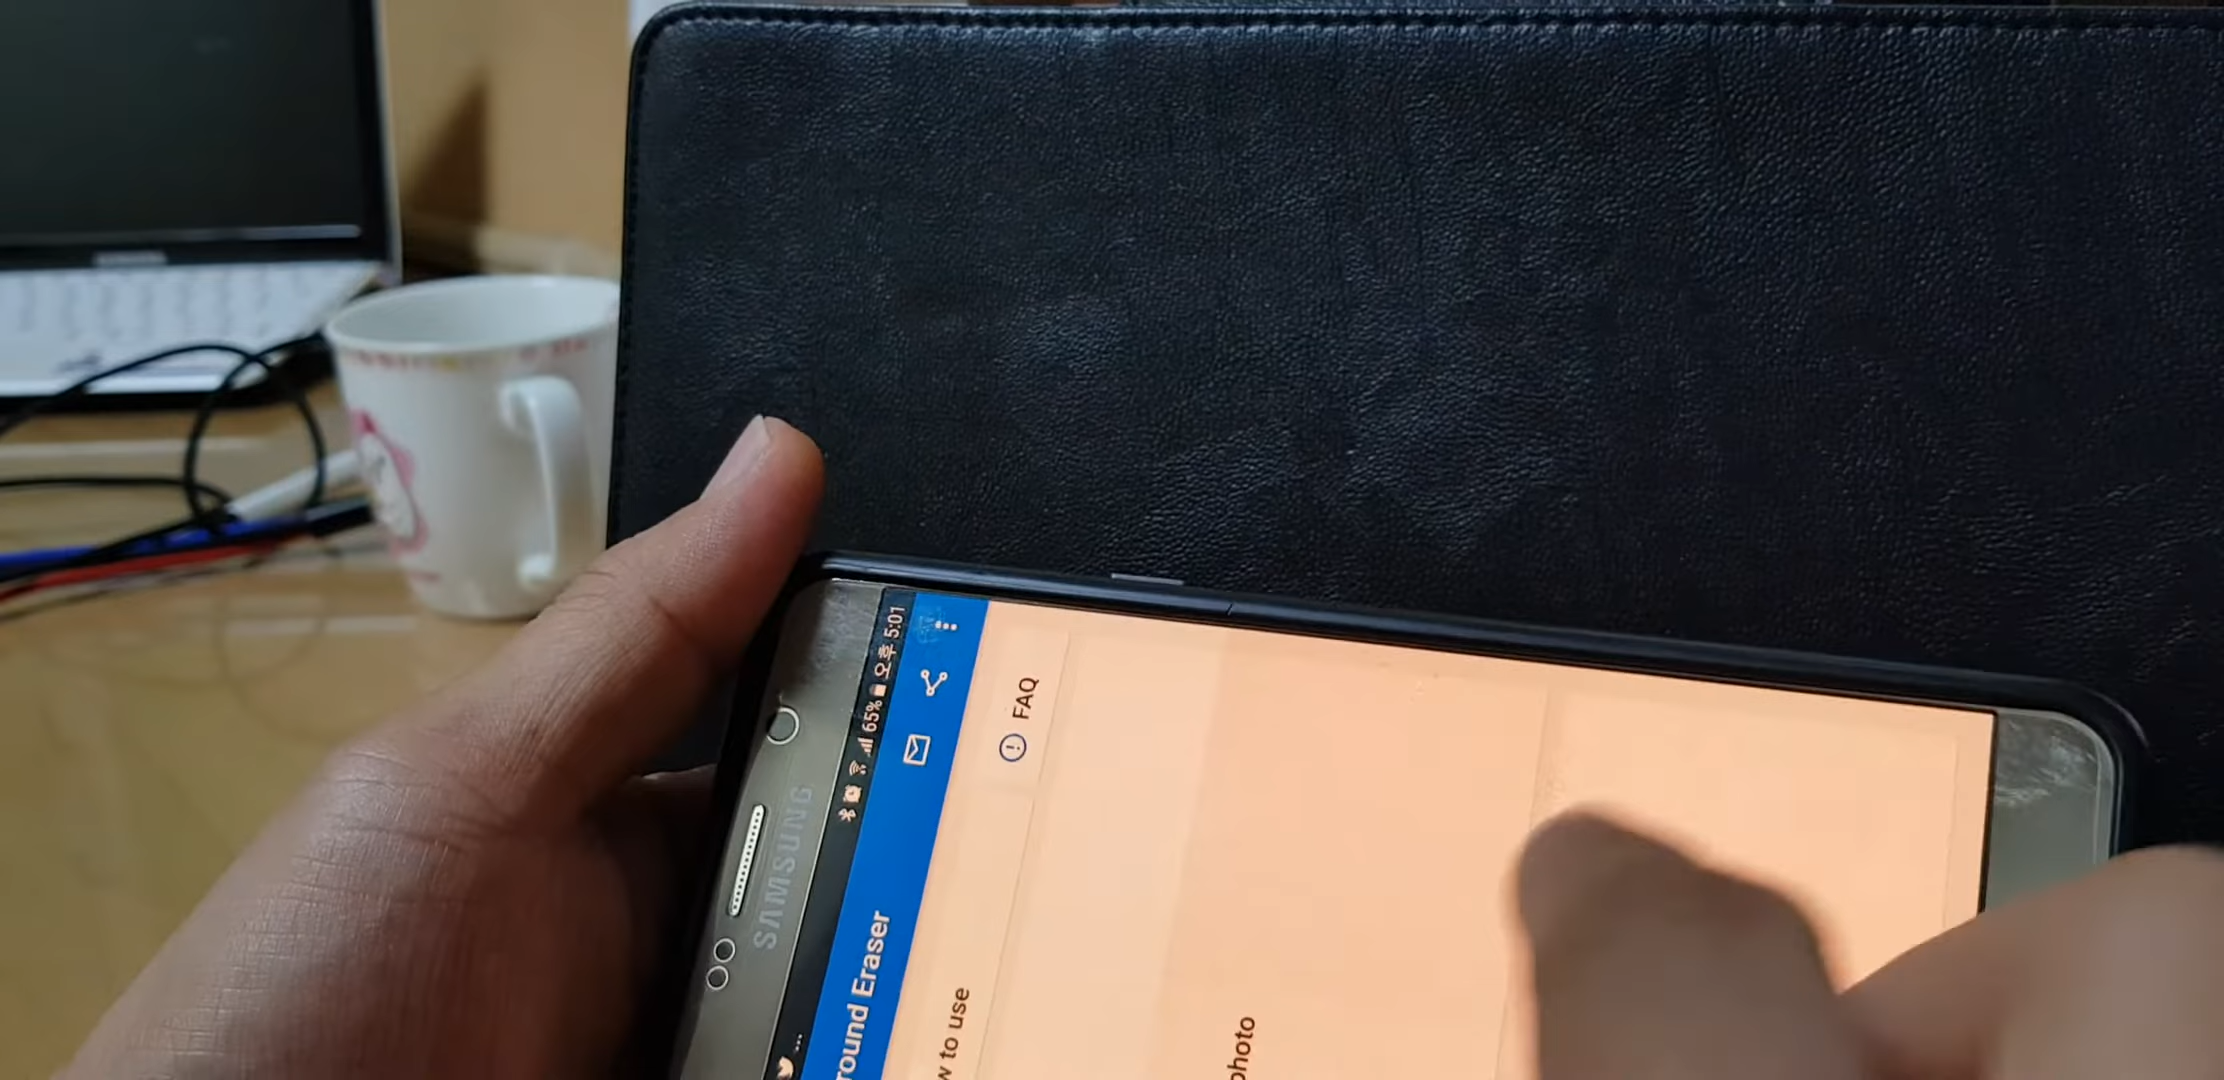 SAMSUNG
65% 오후 5:01
round Eraser
w to use
FAQ
photo